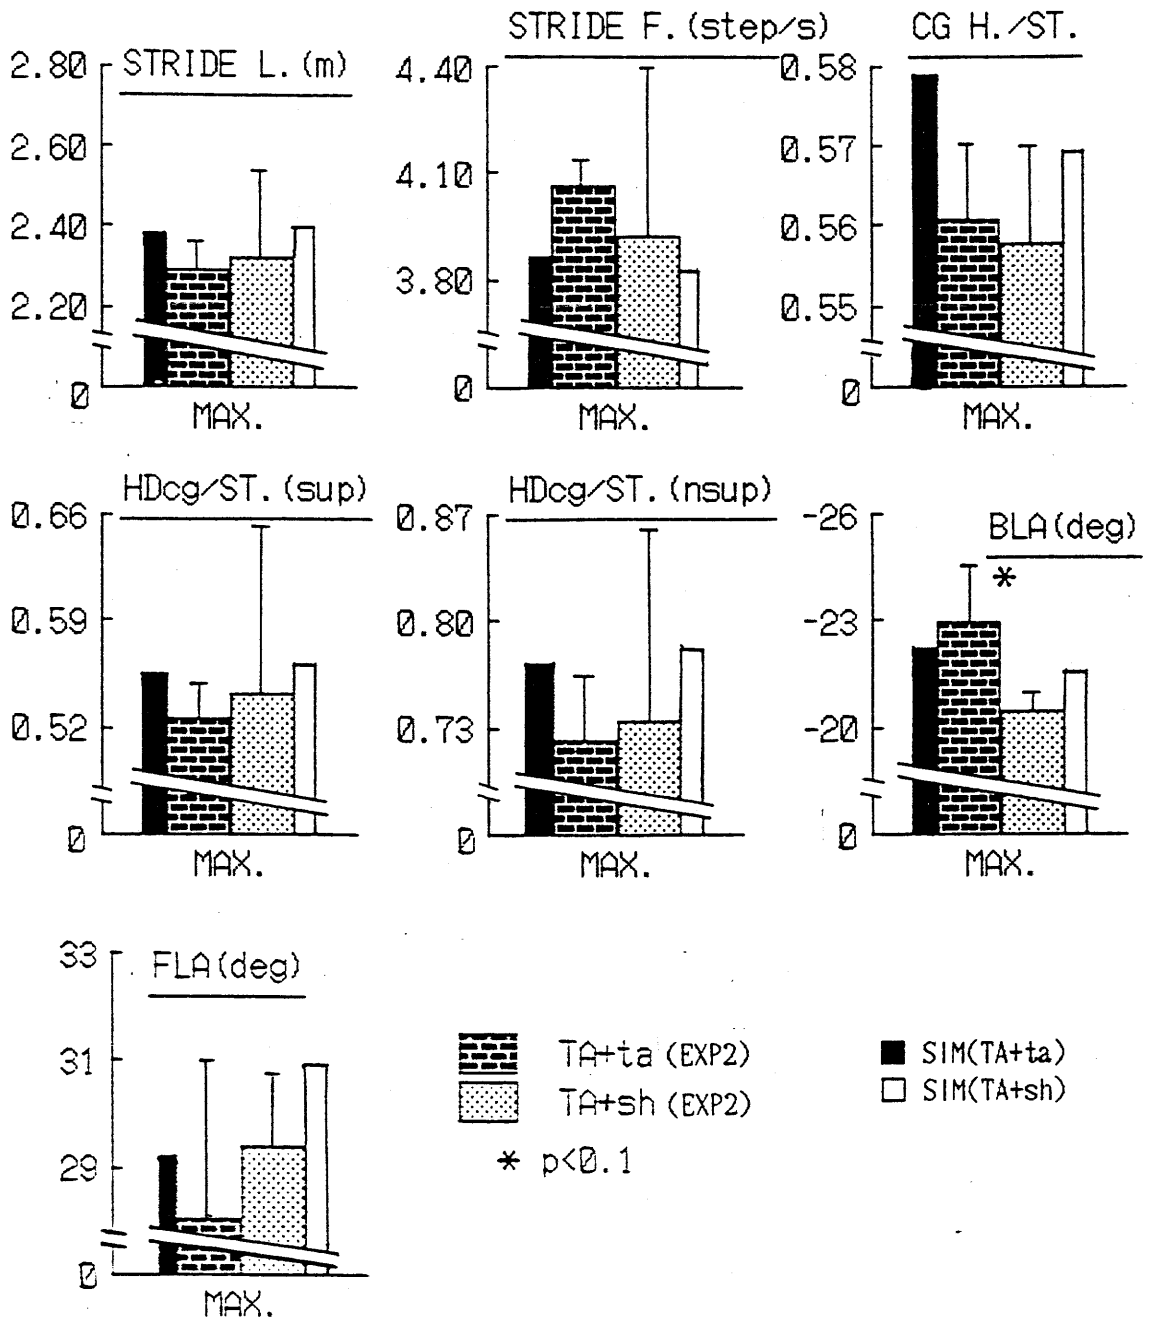 STRIDE L. (m)
2.80
2.60
2.40
2.20
0
MAX.
STRIDE F. (step/s)
4.40
4.10
3.80
0
MAX.
CG H./ST.
0.58
0.57
0.56
0.55
0
MAX.
HDcg/ST. (sup)
0.66
0.59
0.52
0
MAX.
HDcg/ST. (nsup)
0.87
0.80
0.73
0
MAX.
BLA(deg)
-26
*
-23
-20
0
MAX.
FLA(deg)
33
31
29
0
MAX.
TA+ta (EXP2)
TA+sh (EXP2)
* p<0.1
SIM(TA+ta)
SIM(TA+sh)